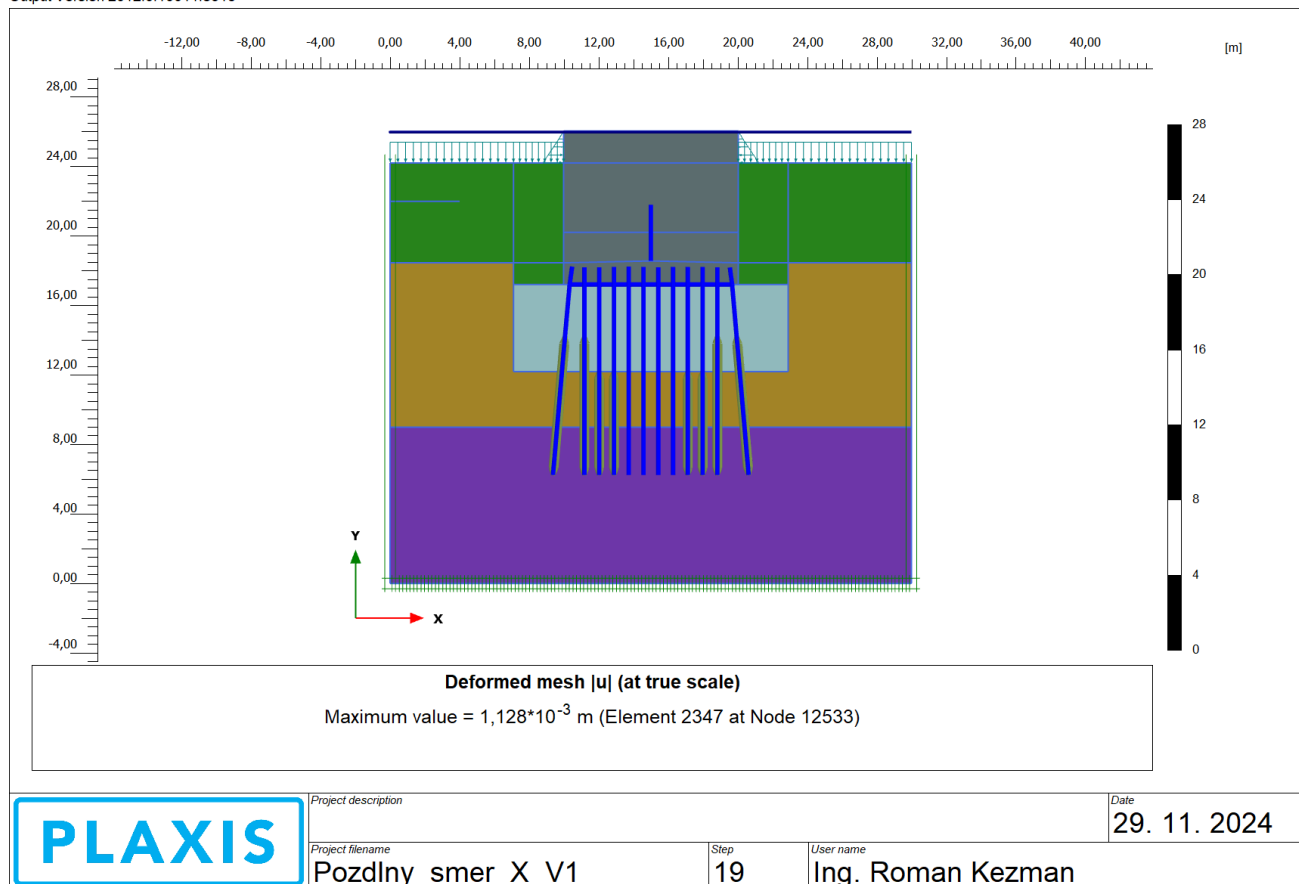 -12,00 -8,00 -4,00 0,00 4,00 8,00 12,00 16,00 20,00 24,00 28,00 32,00 36,00 40,00
[m]
28,00
24,00
20,00
16,00
12,00
8,00
4,00
0,00
-4,00
28
24
20
16
12
8
4
0
Y
X
Deformed mesh |u| (at true scale)
Maximum value = 1,128*10-3 m (Element 2347 at Node 12533)
PLAXIS
Project description
Date
29. 11. 2024
Project filename
Pozdlny smer X V1
Step
19
User name
Ing. Roman Kezman